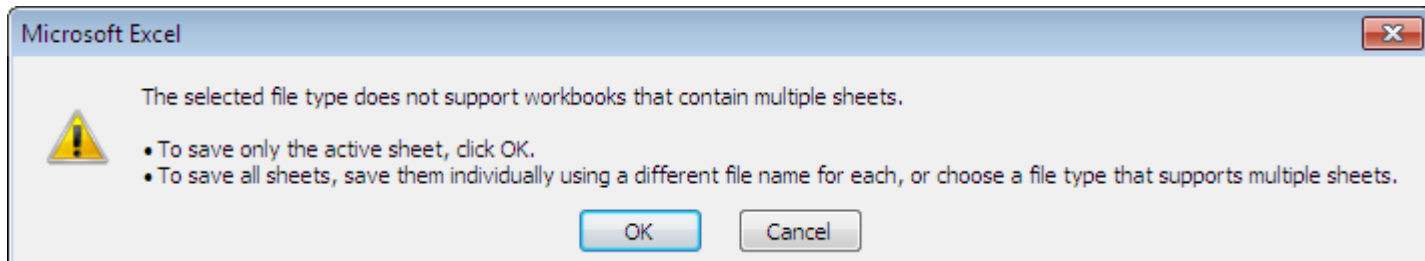 Microsoft Excel
The selected file type does not support workbooks that contain multiple sheets.
• To save only the active sheet, click OK.
• To save all sheets, save them individually using a different file name for each, or choose a file type that supports multiple sheets.
OK
Cancel